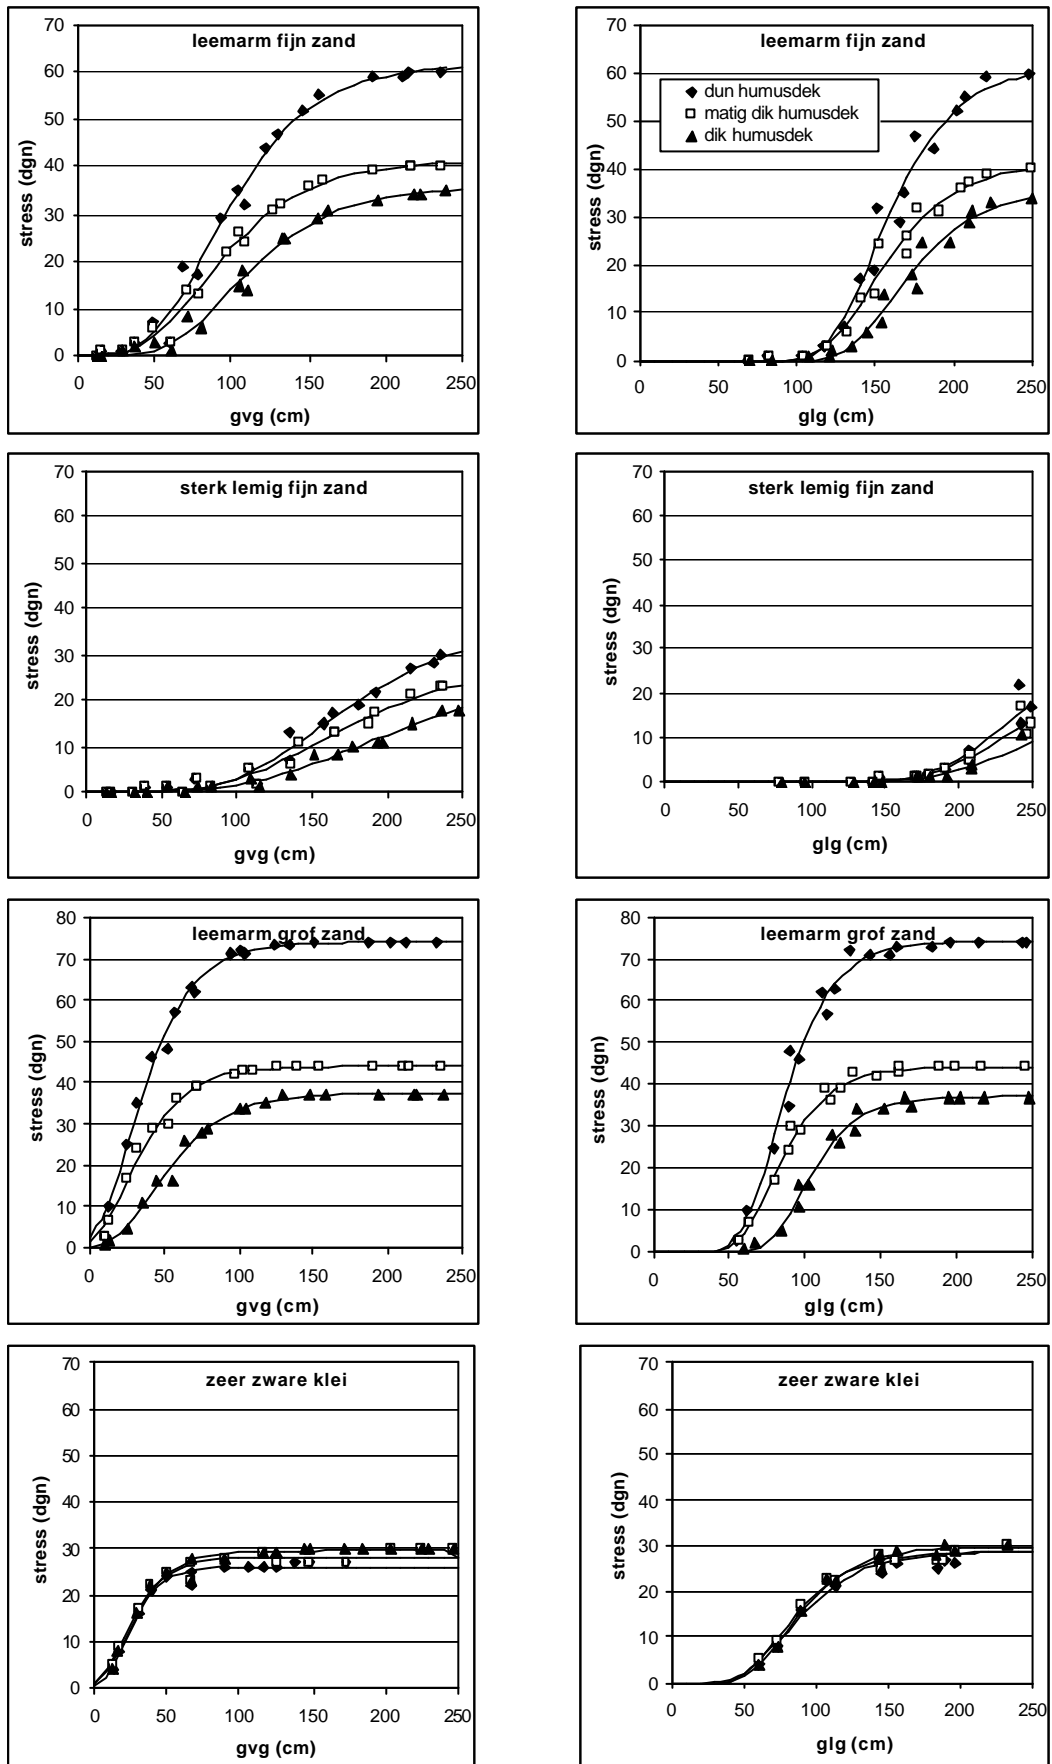 leemarm fijn zand
stress (dgn)
70
60
50
40
30
20
10
0
0 50 100 150 200 250
gvg (cm)
leemarm fijn zand
dun humusdek
matig dik humusdek
dik humusdek
stress (dgn)
70
60
50
40
30
20
10
0
0 50 100 150 200 250
glg (cm)
sterk lemig fijn zand
stress (dgn)
70
60
50
40
30
20
10
0
0 50 100 150 200 250
gvg (cm)
sterk lemig fijn zand
stress (dgn)
70
60
50
40
30
20
10
0
0 50 100 150 200 250
glg (cm)
leemarm grof zand
stress (dgn)
80
70
60
50
40
30
20
10
0
0 50 100 150 200 250
gvg (cm)
leemarm grof zand
stress (dgn)
80
70
60
50
40
30
20
10
0
0 50 100 150 200 250
glg (cm)
zeer zware klei
stress (dgn)
70
60
50
40
30
20
10
0
0 50 100 150 200 250
gvg (cm)
zeer zware klei
stress (dgn)
70
60
50
40
30
20
10
0
0 50 100 150 200 250
glg (cm)